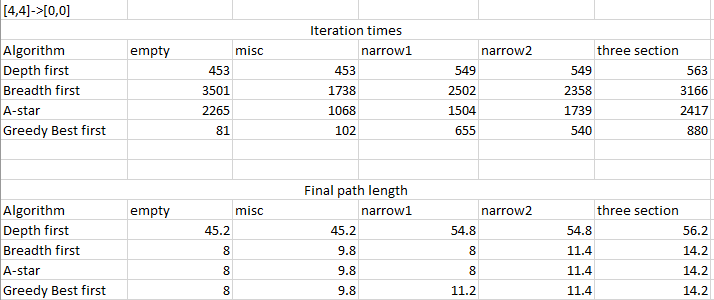 [4,4]->[0,0]
Iteration times
Algorithm empty misc narrow1 narrow2 three section
Depth first 453 453 549 549 563
Breadth first 3501 1738 2502 2358 3166
A-star 2265 1068 1504 1739 2417
Greedy Best first 81 102 655 540 880
Final path length
Algorithm empty misc narrow1 narrow2 three section
Depth first 45.2 45.2 54.8 54.8 56.2
Breadth first 8 9.8 8 11.4 14.2
A-star 8 9.8 8 11.4 14.2
Greedy Best first 8 9.8 11.2 11.4 14.2